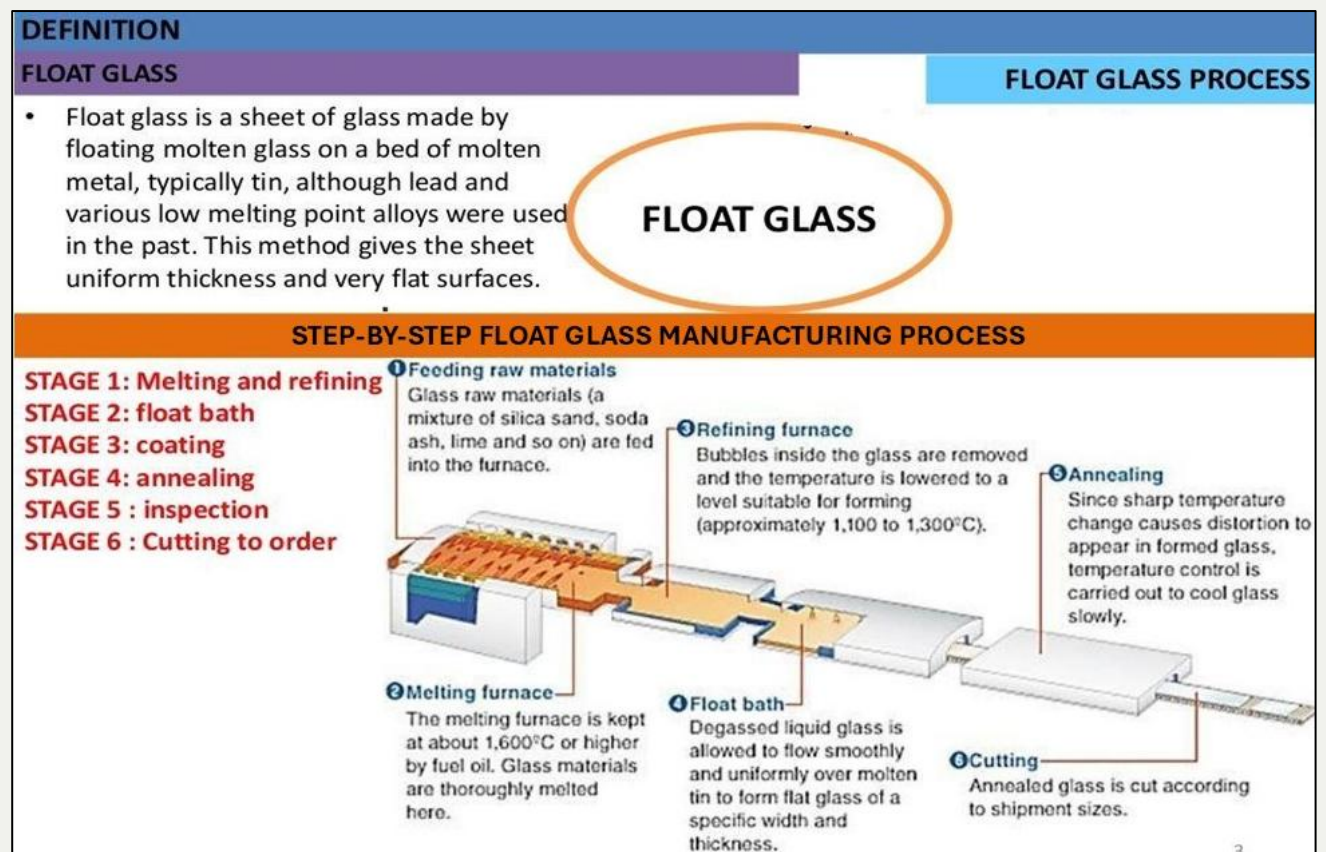 DEFINITION
FLOAT GLASS
FLOAT GLASS PROCESS
• Float glass is a sheet of glass made by
floating molten glass on a bed of molten
metal, typically tin, although lead and
various low melting point alloys were used
in the past. This method gives the sheet
uniform thickness and very flat surfaces.
FLOAT GLASS
STEP-BY-STEP FLOAT GLASS MANUFACTURING PROCESS
STAGE 1: Melting and refining
STAGE 2: float bath
STAGE 3: coating
STAGE 4: annealing
STAGE 5 : inspection
STAGE 6 : Cutting to order
1 Feeding raw materials
Glass raw materials (a
mixture of silica sand, soda
ash, lime and so on) are fed
into the furnace.
2 Melting furnace
The melting furnace is kept
at about 1,600°C or higher
by fuel oil. Glass materials
are thoroughly melted
here.
3 Refining furnace
Bubbles inside the glass are removed
and the temperature is lowered to a
level suitable for forming
(approximately 1,100 to 1,300°C).
4 Float bath
Degassed liquid glass is
allowed to flow smoothly
and uniformly over molten
tin to form flat glass of a
specific width and
thickness.
5 Annealing
Since sharp temperature
change causes distortion to
appear in formed glass,
temperature control is
carried out to cool glass
slowly.
6 Cutting
Annealed glass is cut according
to shipment sizes.